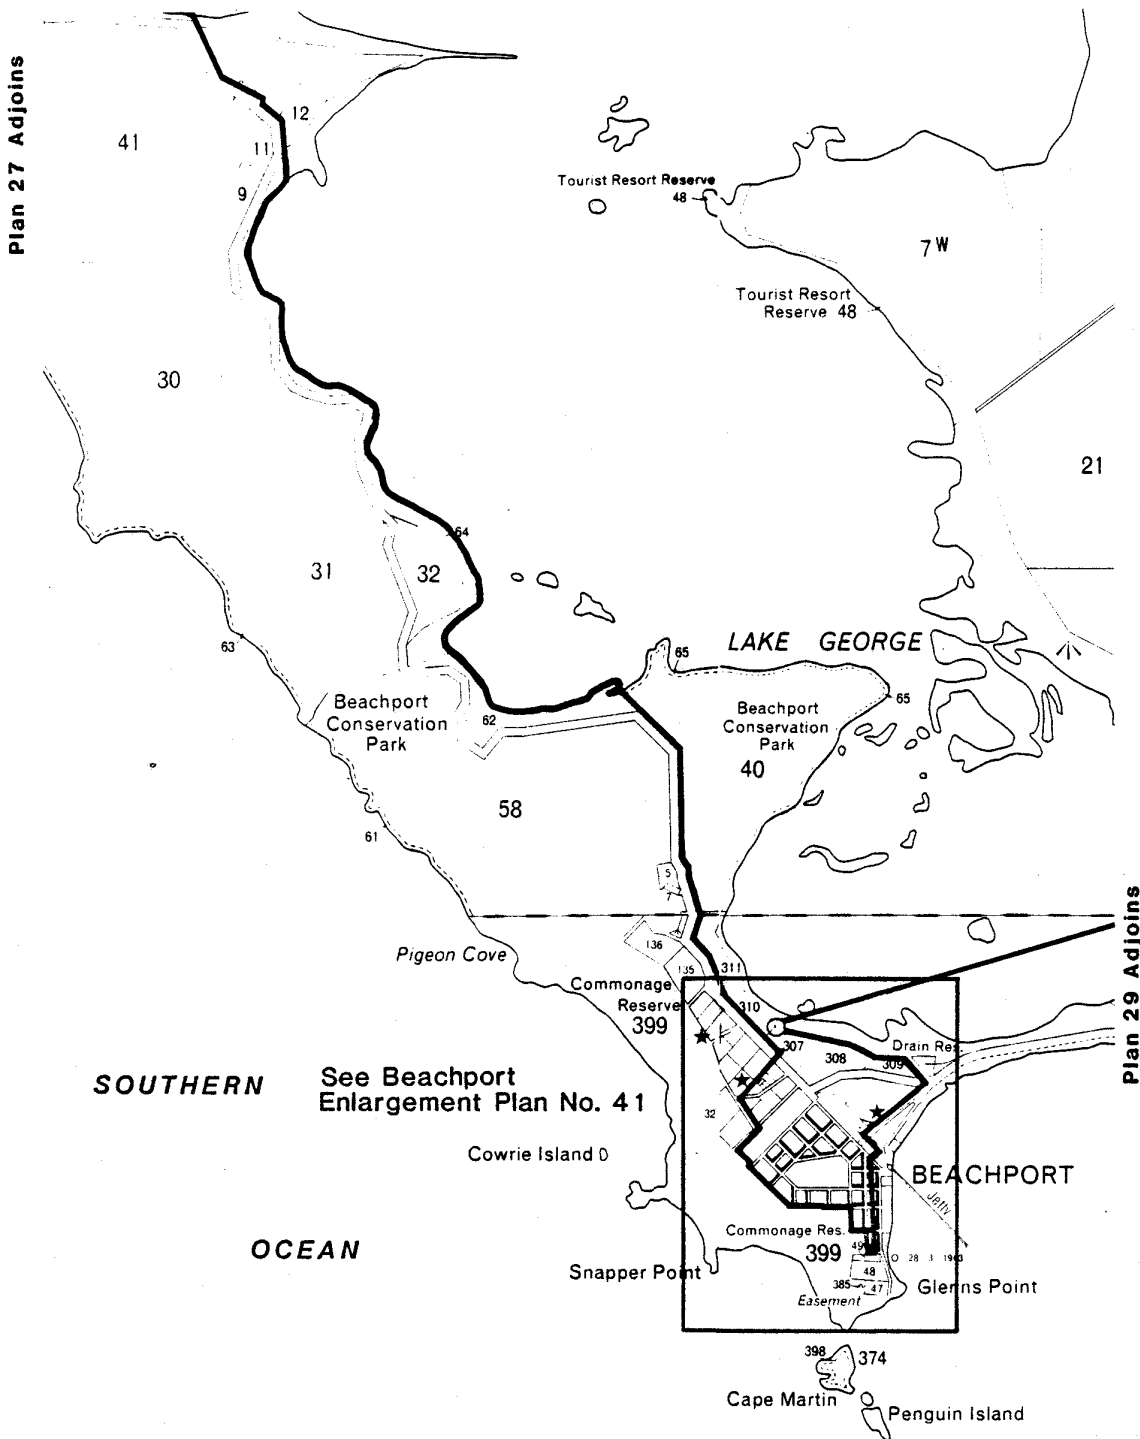 Plan 27 Adjoins
41
12
11
9
Tourist Resort Reserve
48
7W
Tourist Resort
Reserve 48
30
21
64
31
32
63
LAKE GEORGE
65
65
Beachport
Conservation
Park
62
Beachport
Conservation
Park
40
58
61
5
7
Plan 29 Adjoins
136
Pigeon Cove
135
311
Commonage
Reserve
399
310
307
308
309
Drain Res.
SOUTHERN
See Beachport
Enlargement Plan No. 41
32
Cowrie Island
BEACHPORT
Jetty
OCEAN
Commonage Res.
399
49
28 3 1963
Snapper Point
48
385
47
Glenns Point
Easement
398
374
Cape Martin
Penguin Island